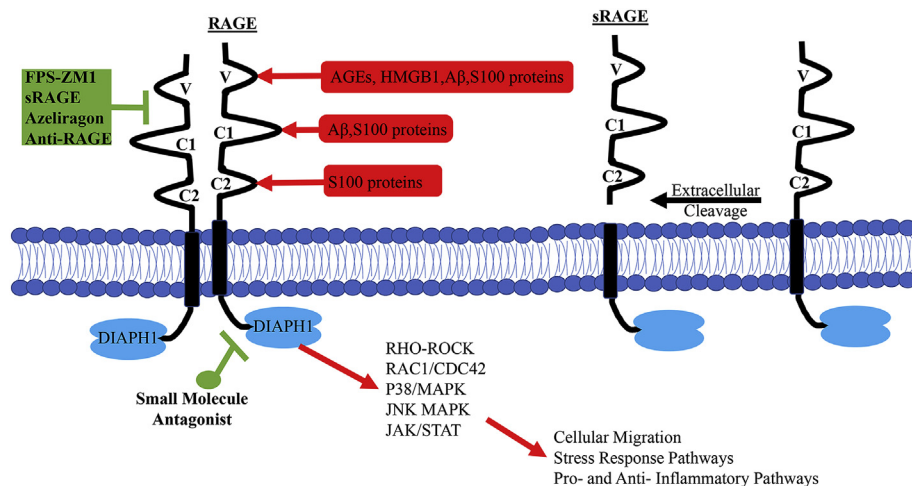 RAGE
sRAGE
FPS-ZM1
sRAGE
Azeliragon
Anti-RAGE
V
V
AGEs, HMGB1,Aβ,S100 proteins
C1
C1
Aβ,S100 proteins
C2
C2
S100 proteins
V
C1
C2
Extracellular
Cleavage
V
C1
C2
DIAPH1
DIAPH1
Small Molecule
Antagonist
RHO-ROCK
RAC1/CDC42
P38/MAPK
JNK MAPK
JAK/STAT
Cellular Migration
Stress Response Pathways
Pro- and Anti- Inflammatory Pathways